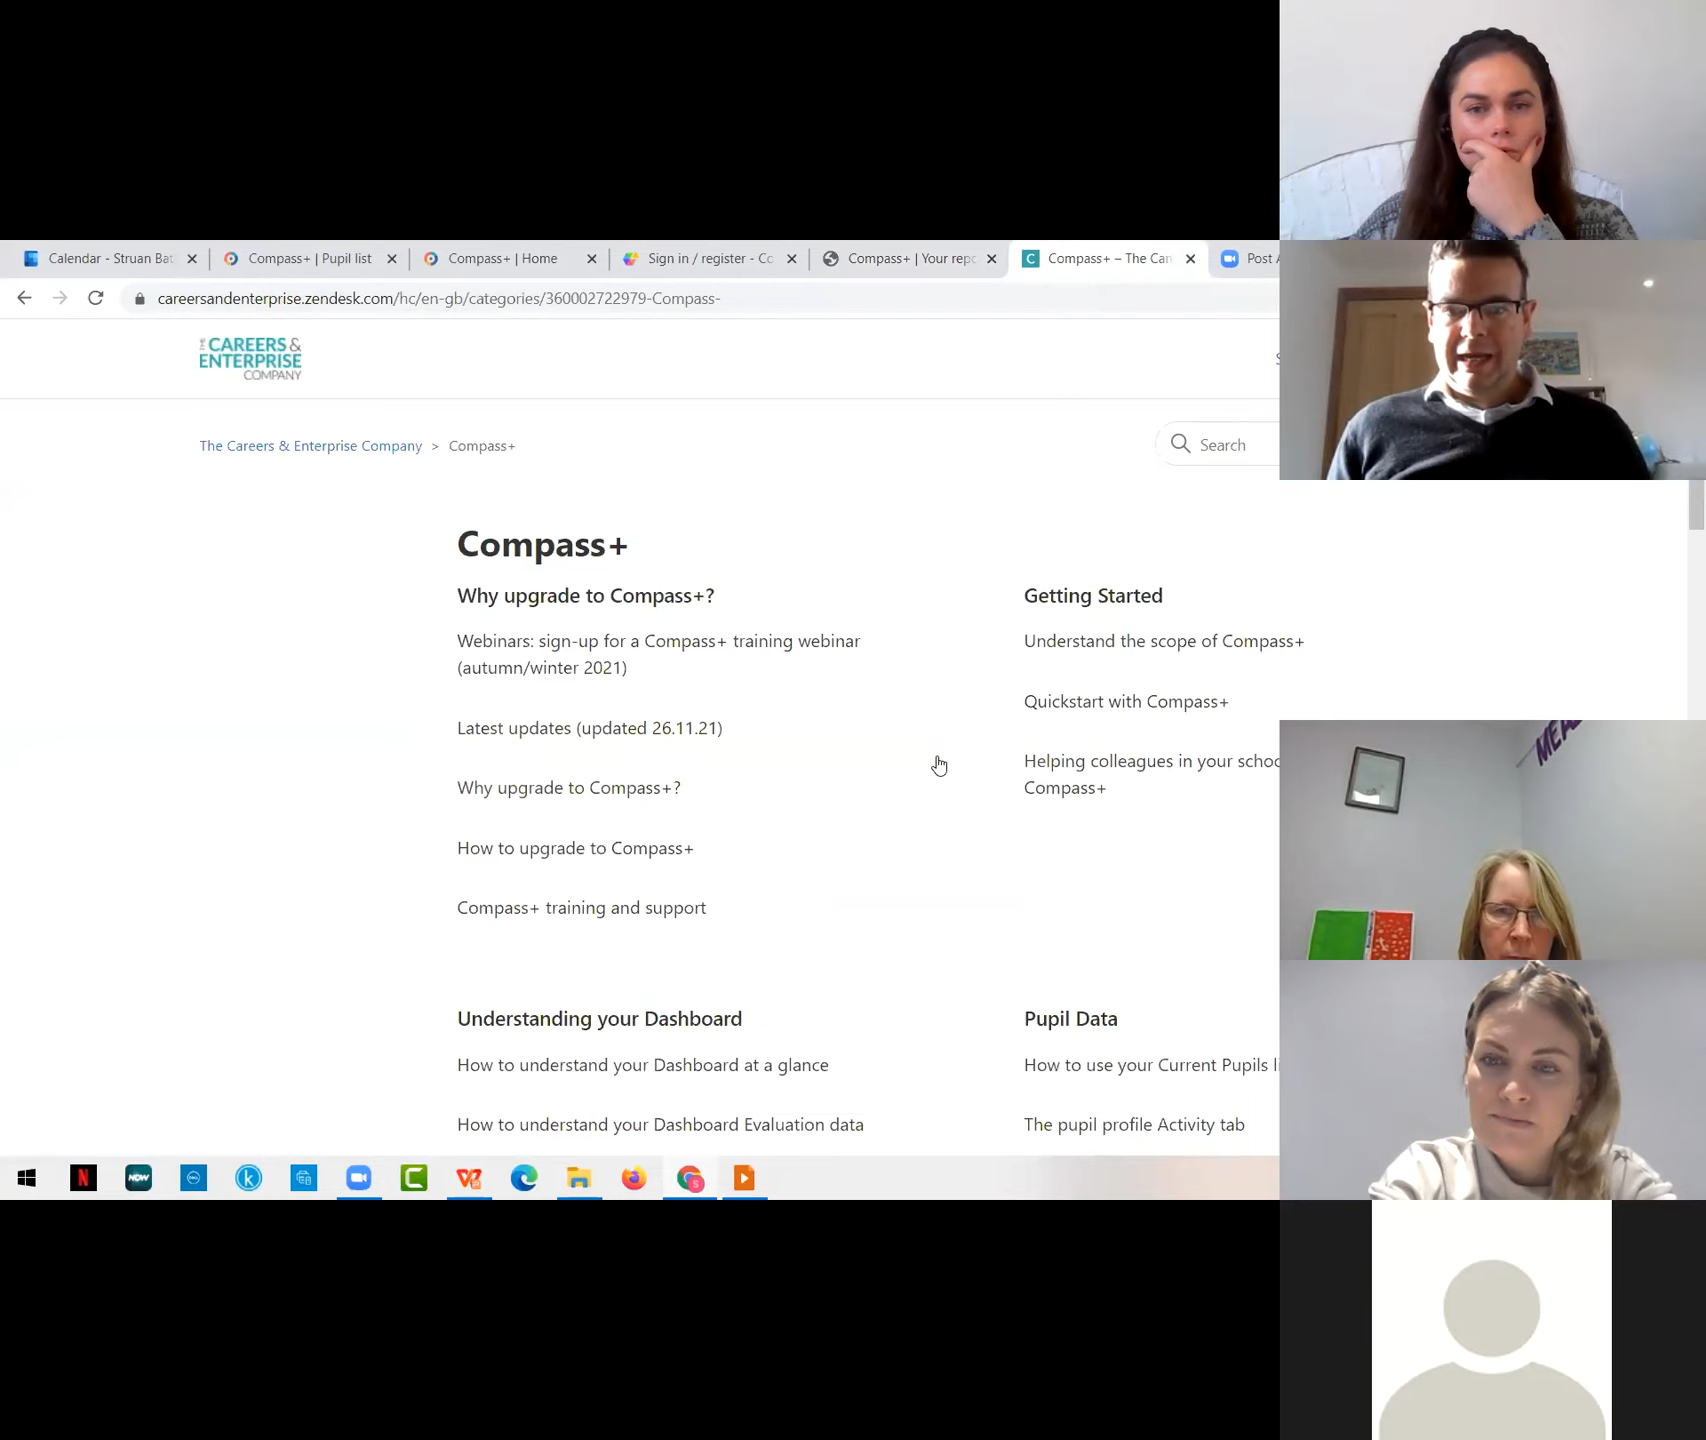 Calendar - Struan Bat
Compass+ | Pupil list
Compass+ | Home
Sign in / register - Co
Compass+ | Your repo
Compass+ – The Care
Post A
careersandenterprise.zendesk.com/hc/en-gb/categories/360002722979-Compass-
THE CAREERS &
ENTERPRISE
COMPANY
The Careers & Enterprise Company > Compass+
Search
Compass+
Why upgrade to Compass+?
Webinars: sign-up for a Compass+ training webinar
(autumn/winter 2021)
Latest updates (updated 26.11.21)
Why upgrade to Compass+?
How to upgrade to Compass+
Compass+ training and support
Getting Started
Understand the scope of Compass+
Quickstart with Compass+
Helping colleagues in your schoo
Compass+
Understanding your Dashboard
How to understand your Dashboard at a glance
How to understand your Dashboard Evaluation data
Pupil Data
How to use your Current Pupils li
The pupil profile Activity tab
N
NOW
DELL
k
C
S